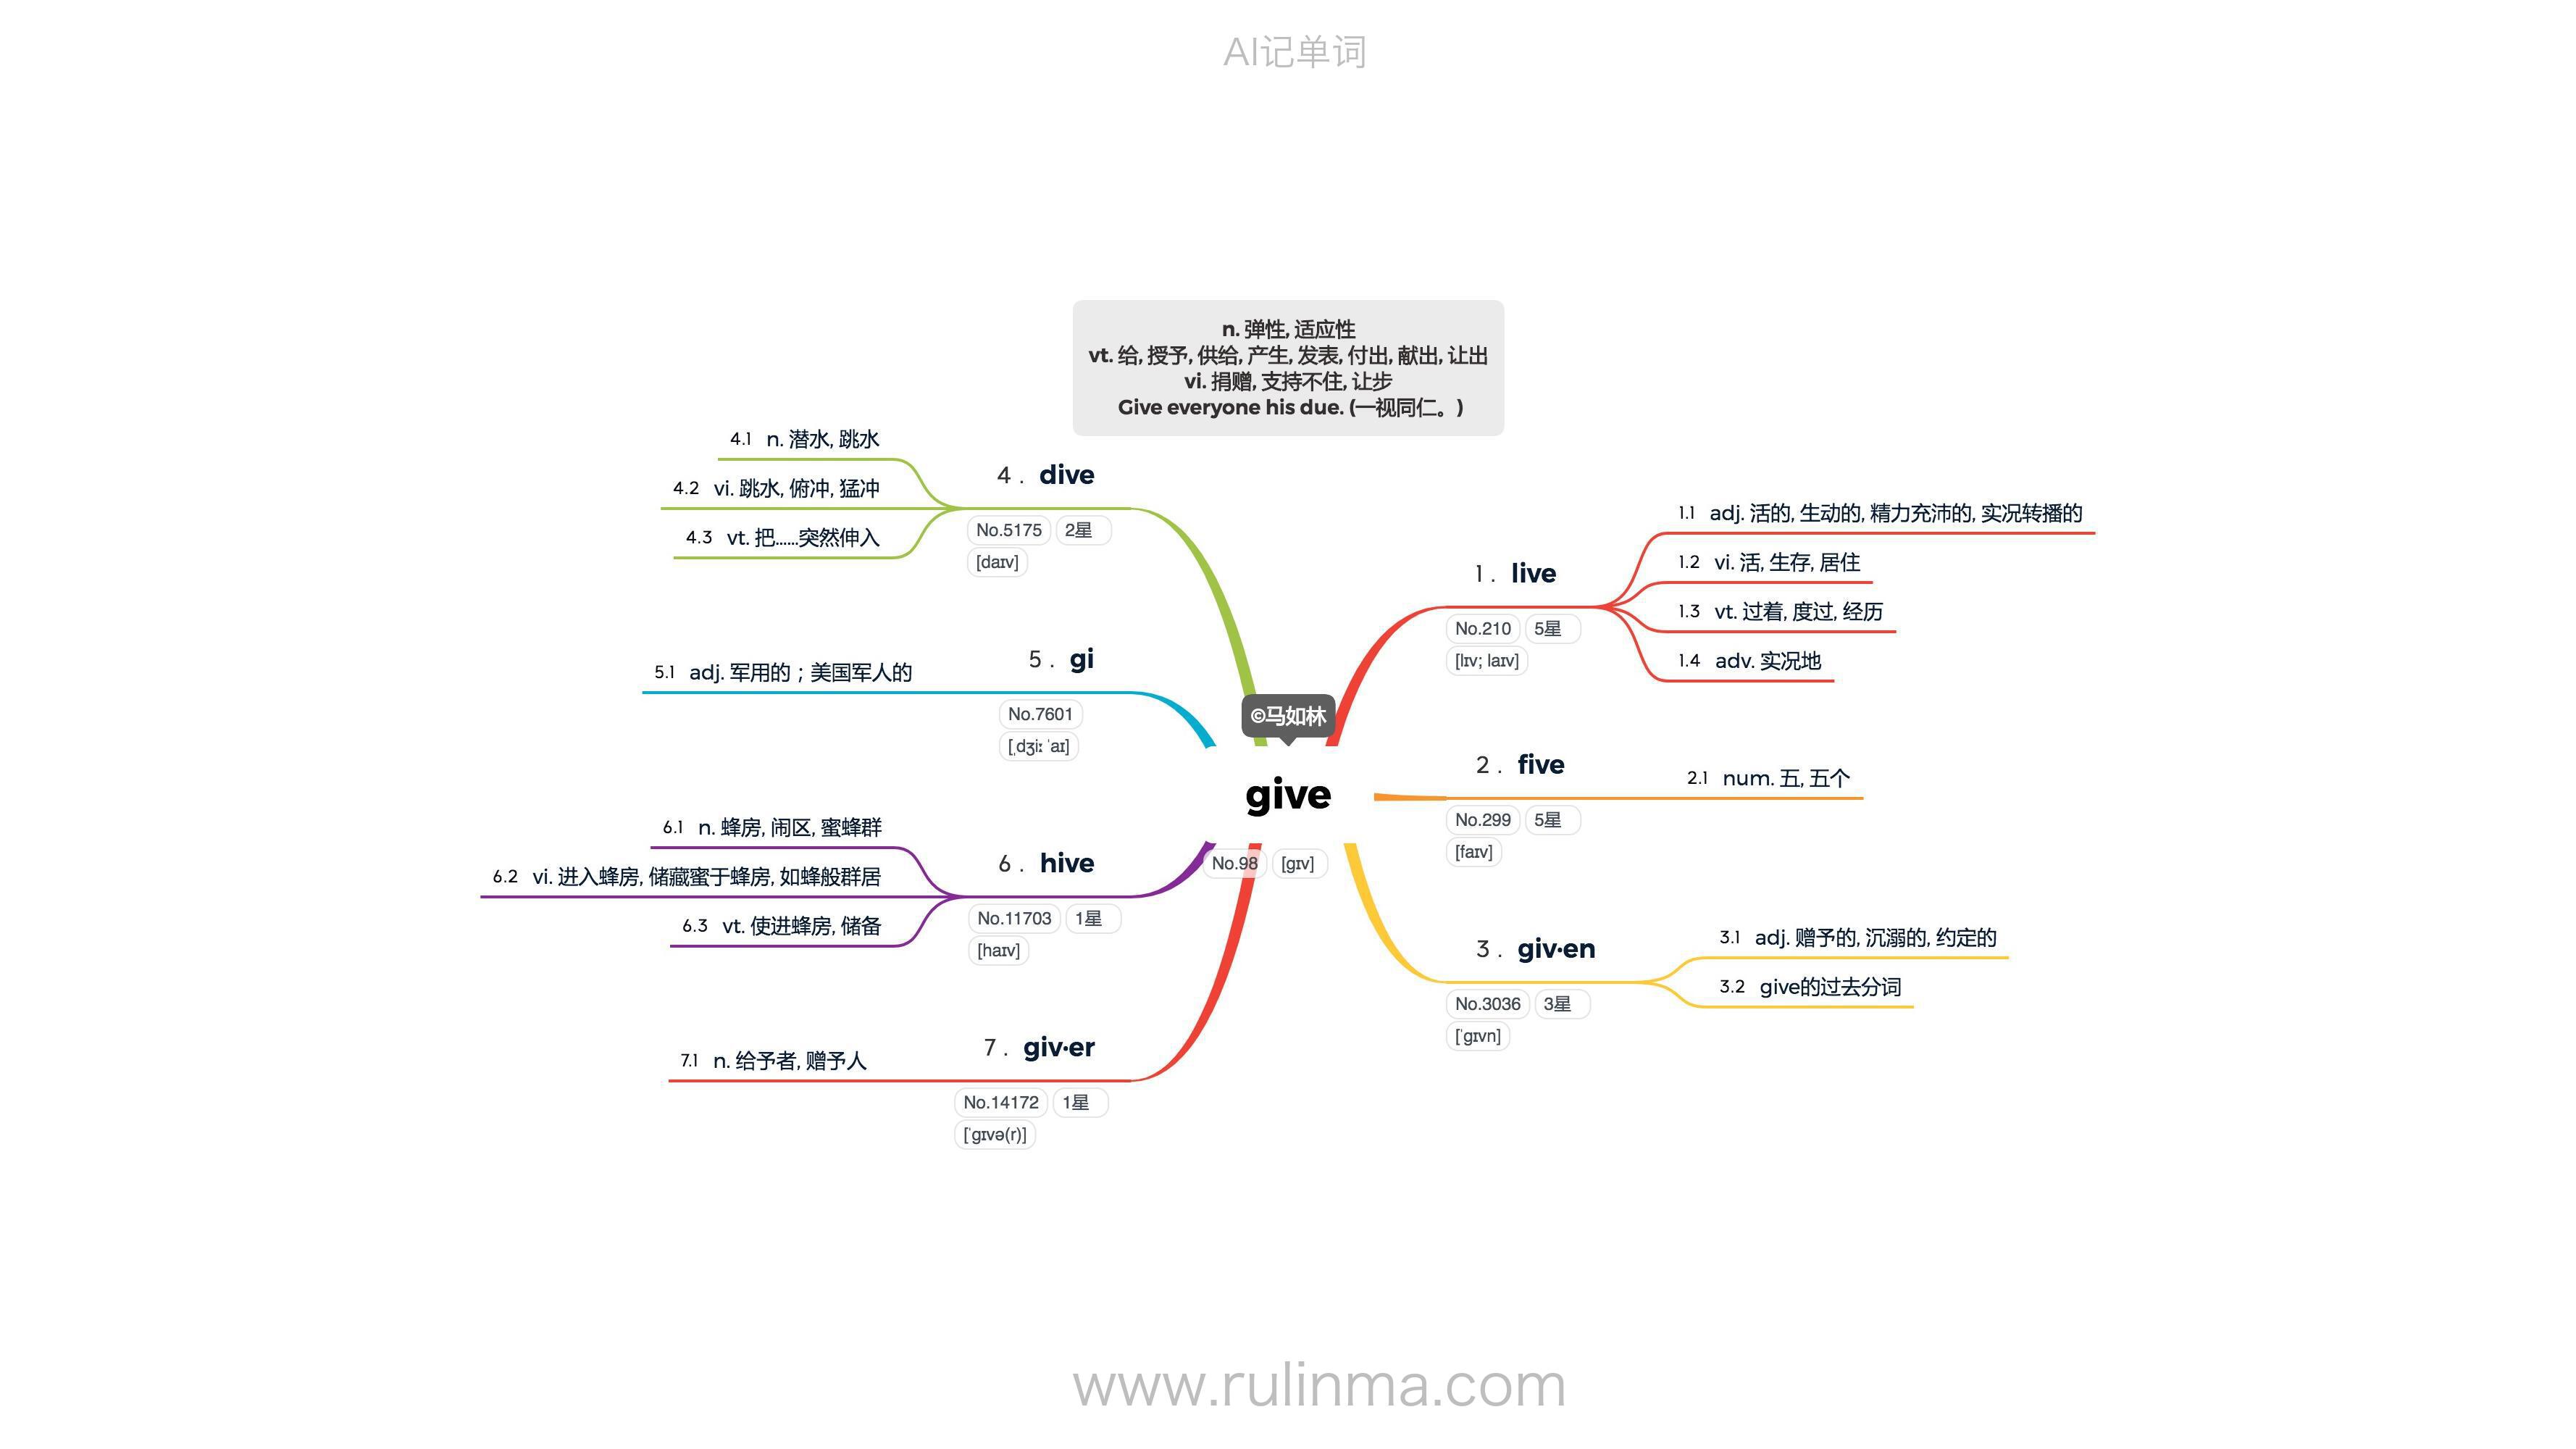 AI记单词
n. 弹性, 适应性
vt. 给, 授予, 供给, 产生, 发表, 付出, 献出, 让出
vi. 捐赠, 支持不住, 让步
Give everyone his due. (一视同仁。)
©马如林
give
No.98 [ɡɪv]
1 . live
No.210 5星
[lɪv; laɪv]
1.1 adj. 活的, 生动的, 精力充沛的, 实况转播的
1.2 vi. 活, 生存, 居住
1.3 vt. 过着, 度过, 经历
1.4 adv. 实况地
2 . five
No.299 5星
[faɪv]
2.1 num. 五, 五个
3 . giv·en
No.3036 3星
[ˈɡɪvn]
3.1 adj. 赠予的, 沉溺的, 约定的
3.2 give的过去分词
4 . dive
No.5175 2星
[daɪv]
4.1 n. 潜水, 跳水
4.2 vi. 跳水, 俯冲, 猛冲
4.3 vt. 把......突然伸入
5 . gi
No.7601
[ˌdʒiː ˈaɪ]
5.1 adj. 军用的；美国军人的
6 . hive
No.11703 1星
[haɪv]
6.1 n. 蜂房, 闹区, 蜜蜂群
6.2 vi. 进入蜂房, 储藏蜜于蜂房, 如蜂般群居
6.3 vt. 使进蜂房, 储备
7 . giv·er
No.14172 1星
[ˈɡɪvə(r)]
7.1 n. 给予者, 赠予人
www.rulinma.com